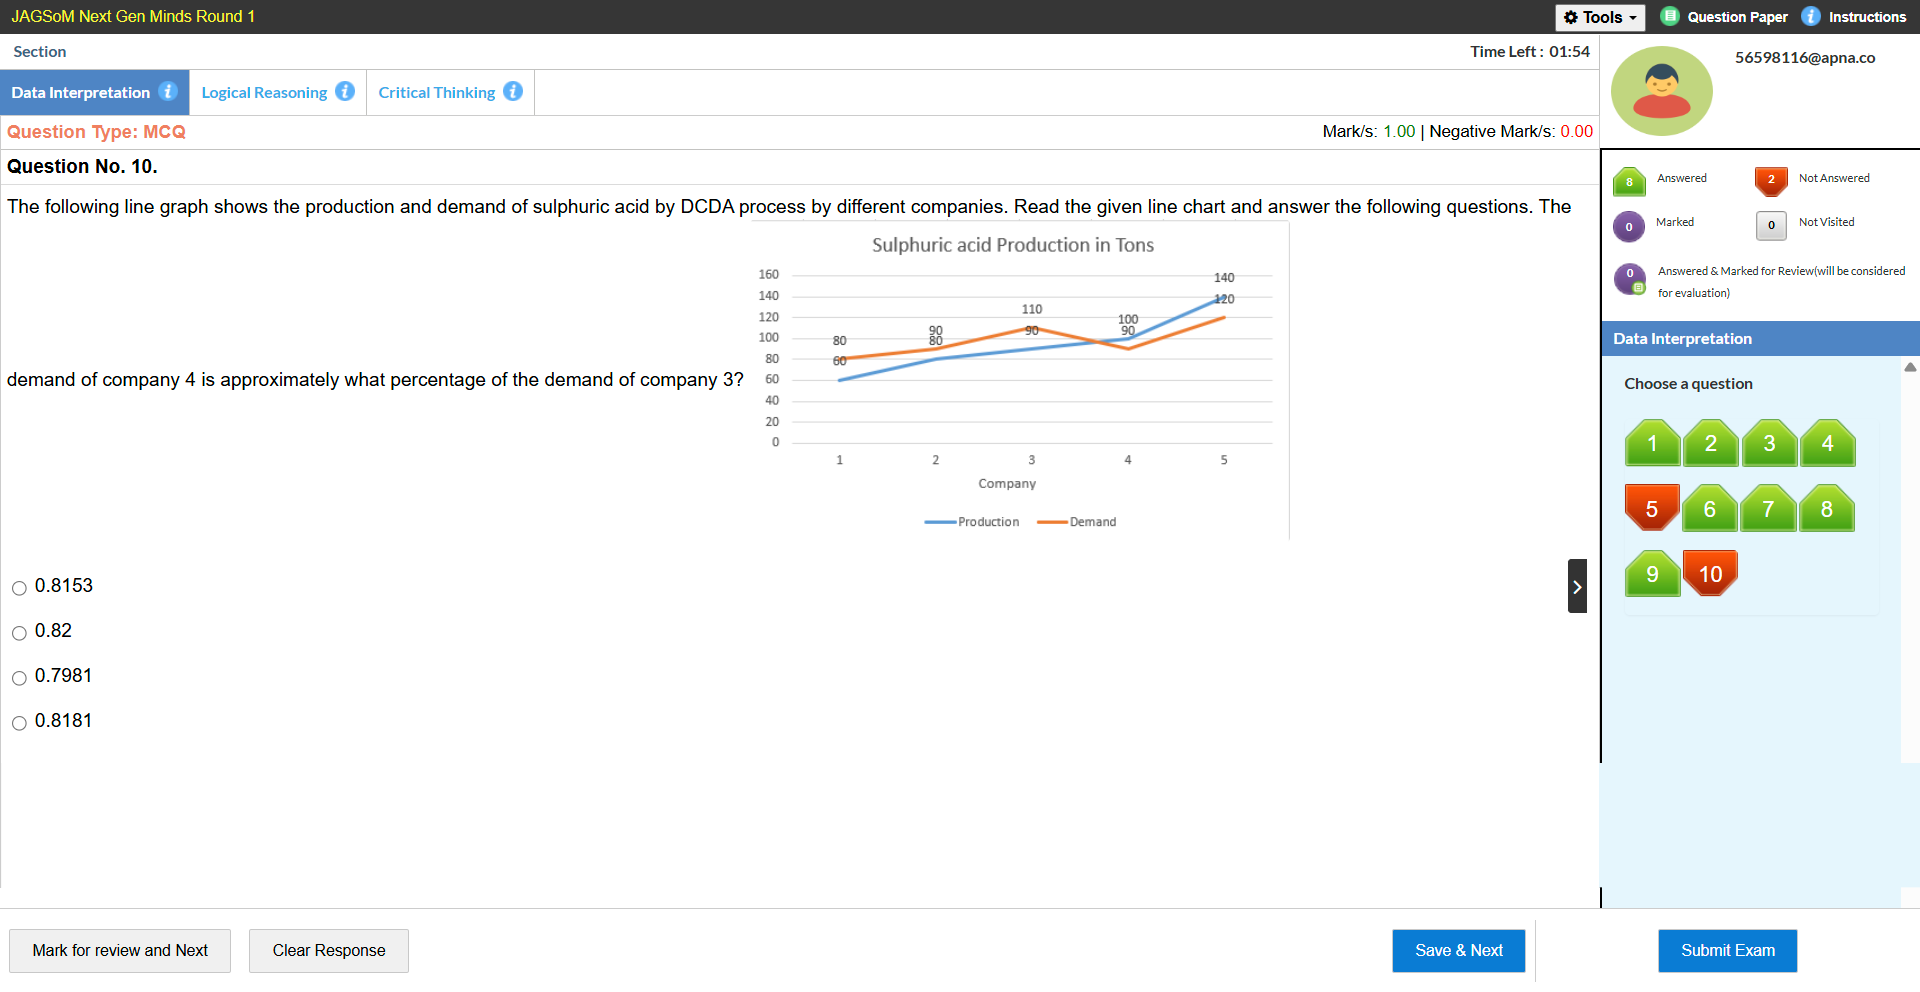 JAGSoM Next Gen Minds Round 1
Tools
Question Paper
Instructions
Section
Time Left : 01:54
56598116@apna.co
Data Interpretation
Logical Reasoning
Critical Thinking
Question Type: MCQ
Mark/s: 1.00 | Negative Mark/s: 0.00
Question No. 10.
8 Answered
2 Not Answered
0 Marked
0 Not Visited
0 Answered & Marked for Review(will be considered
for evaluation)
The following line graph shows the production and demand of sulphuric acid by DCDA process by different companies. Read the given line chart and answer the following questions. The
demand of company 4 is approximately what percentage of the demand of company 3?
Sulphuric acid Production in Tons
160
140
120
100
80
60
40
20
0
80
60
90
80
110
90
100
90
140
120
1 2 3 4 5
Company
Production Demand
0.8153
0.82
0.7981
0.8181
Data Interpretation
Choose a question
1 2 3 4
5 6 7 8
9 10
Mark for review and Next
Clear Response
Save & Next
Submit Exam